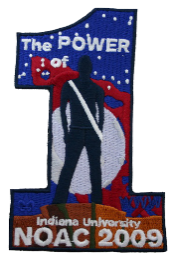 The POWER
of
1
Indiana University
NOAC 2009